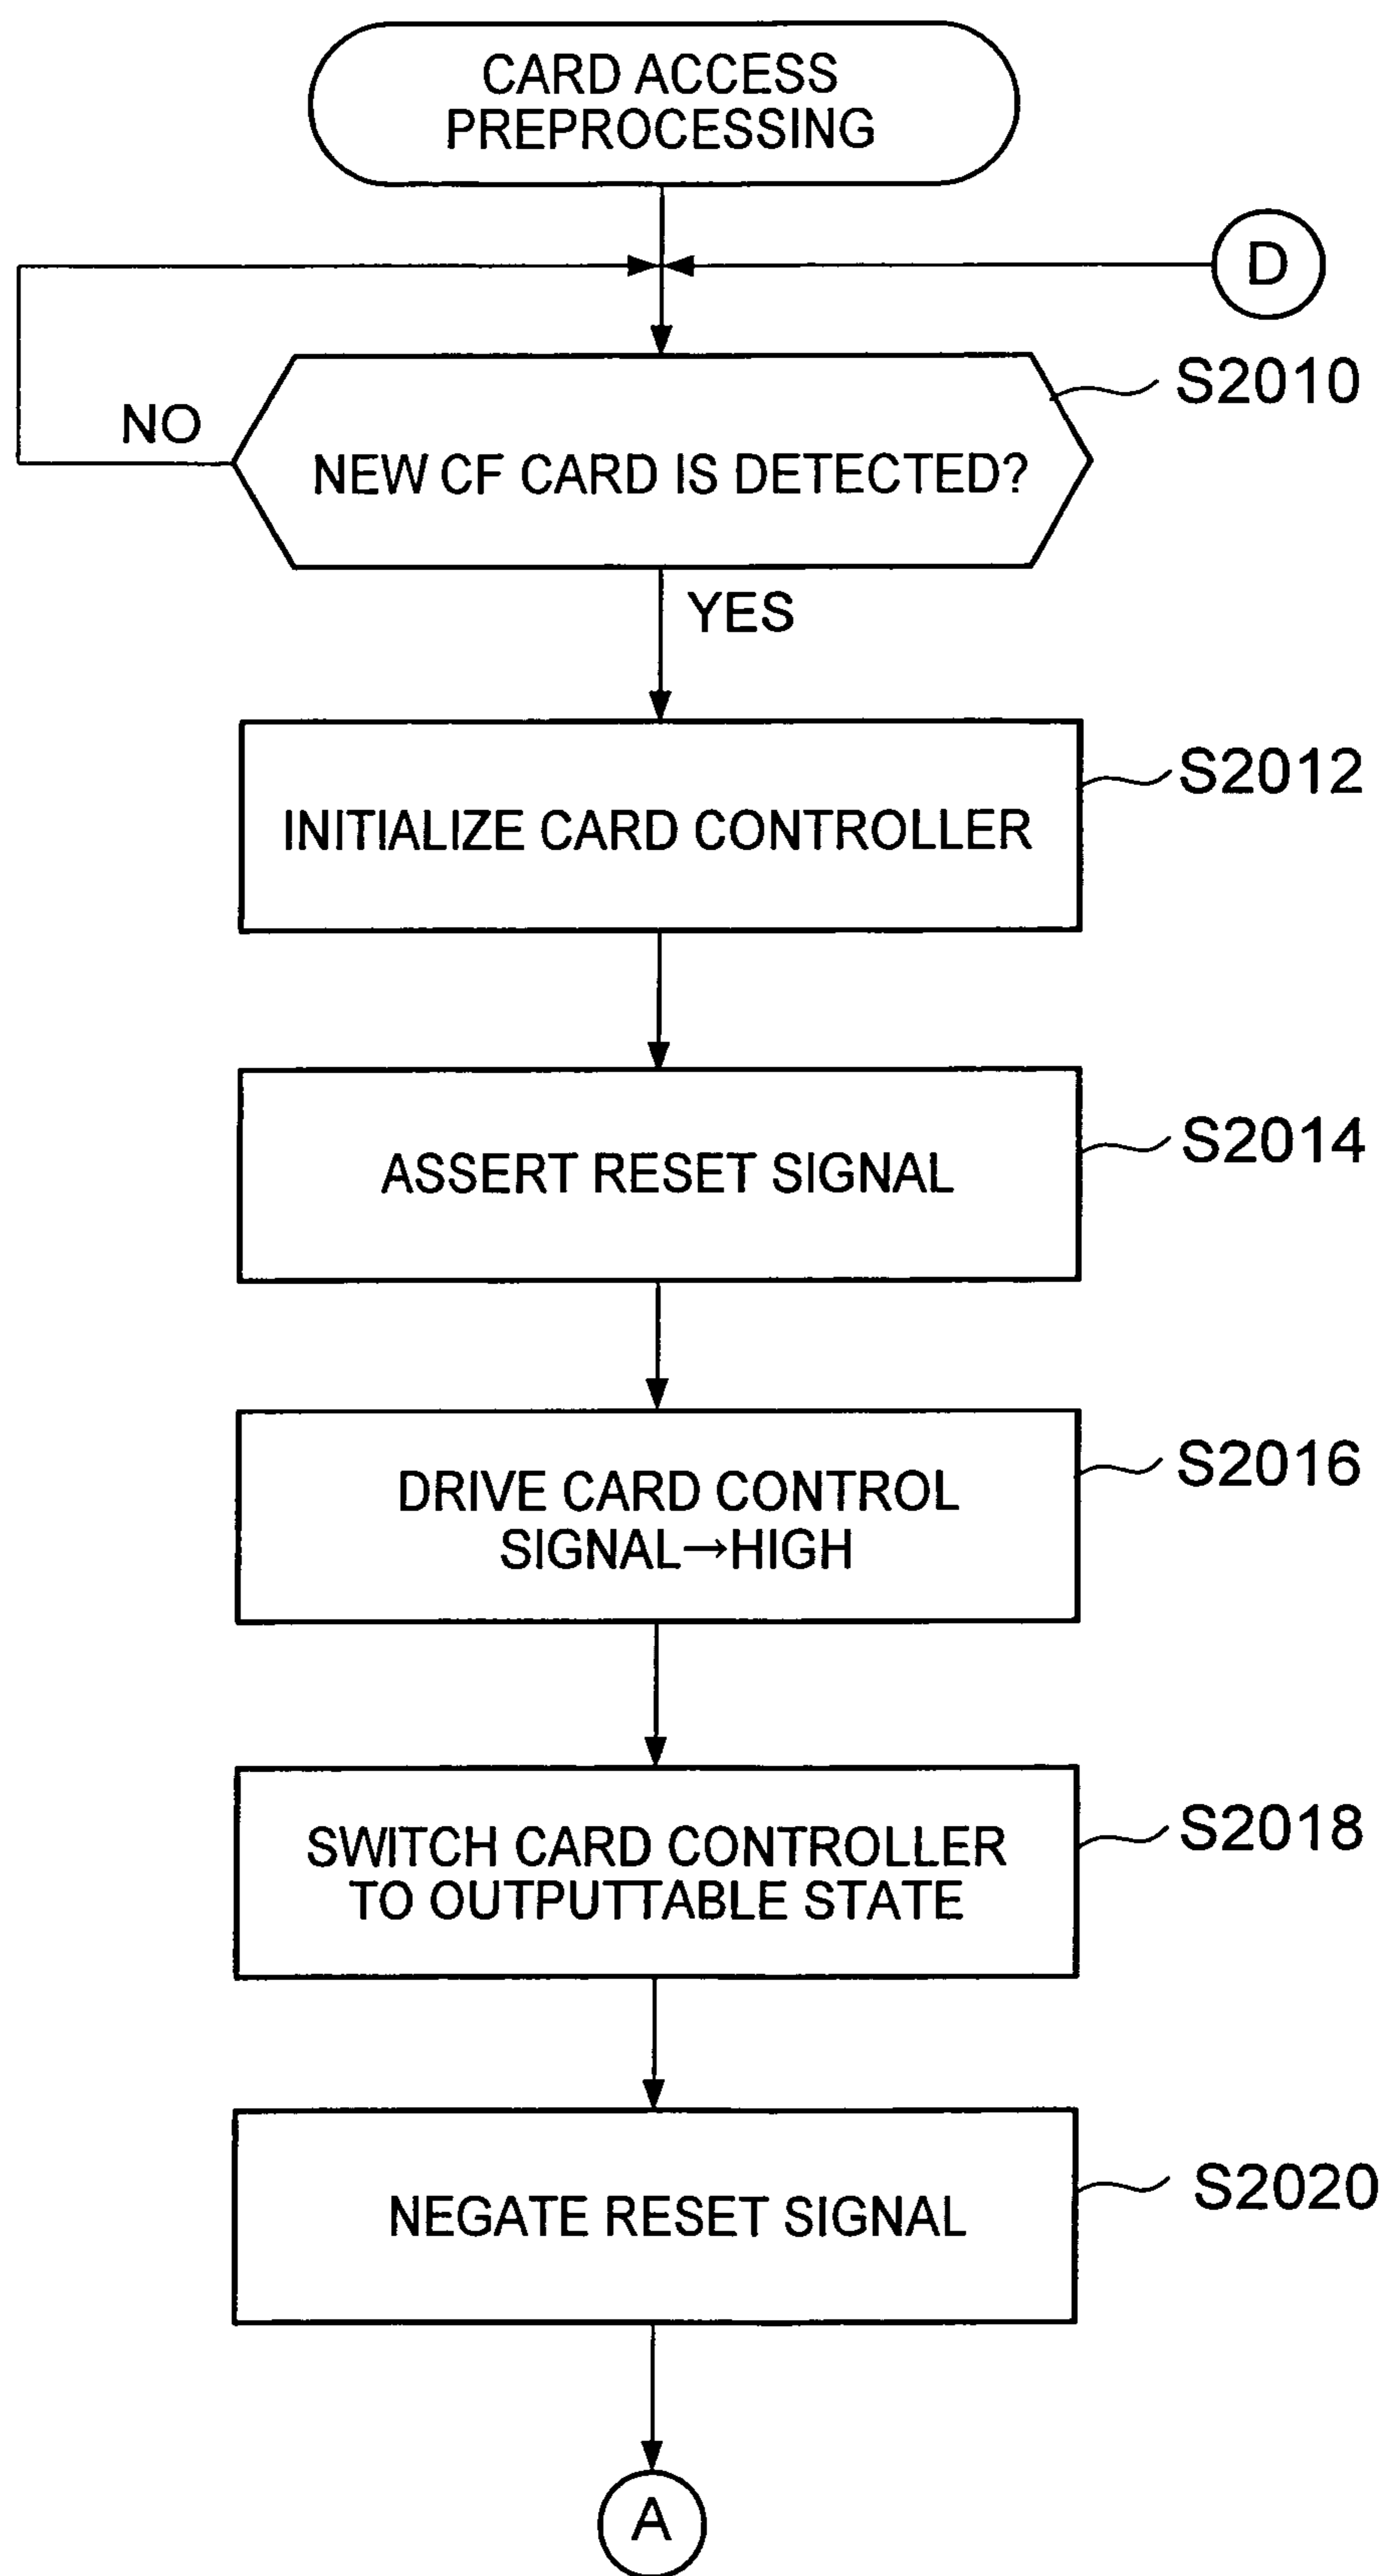 CARD ACCESS
PREPROCESSING
D
S2010
NO
NEW CF CARD IS DETECTED?
YES
S2012
INITIALIZE CARD CONTROLLER
S2014
ASSERT RESET SIGNAL
S2016
DRIVE CARD CONTROL
SIGNAL→HIGH
S2018
SWITCH CARD CONTROLLER
TO OUTPUTTABLE STATE
S2020
NEGATE RESET SIGNAL
A